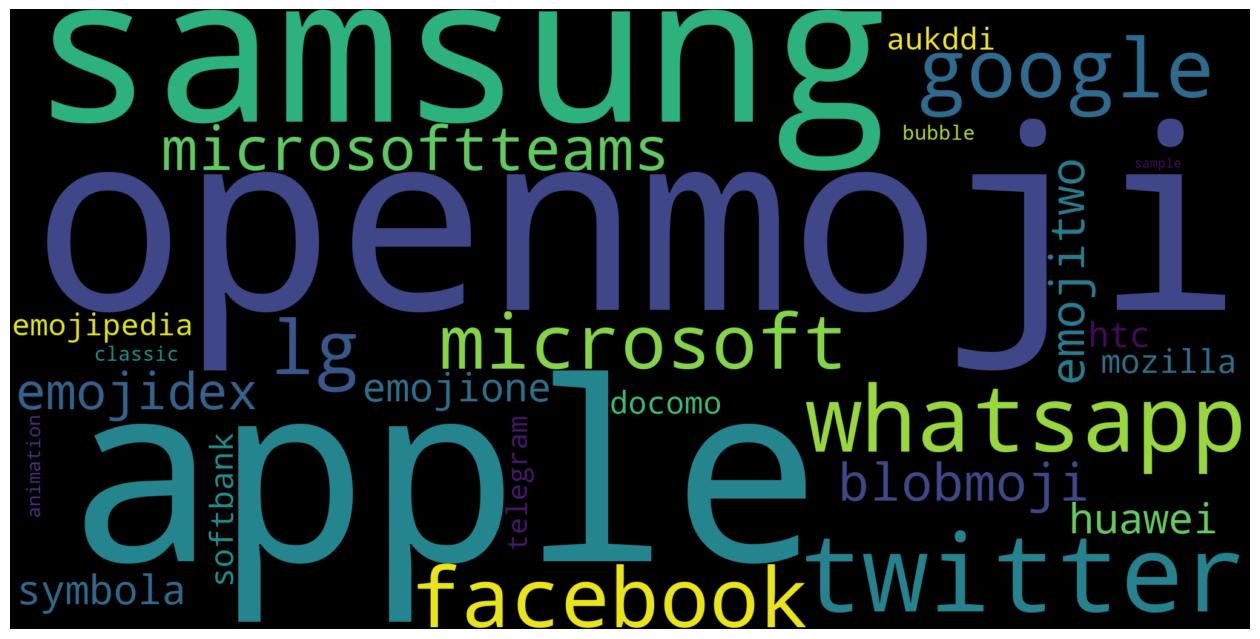 samsung
aukddi
google
microsoftteams
bubble
sample
openmoji
emojitwo
emojipedia
lg
microsoft
htc
classic
mozilla
emojidex
emojione
docomo
whatsapp
animation
apple
softbank
telegram
blobmoji
huawei
symbola
facebook
twitter